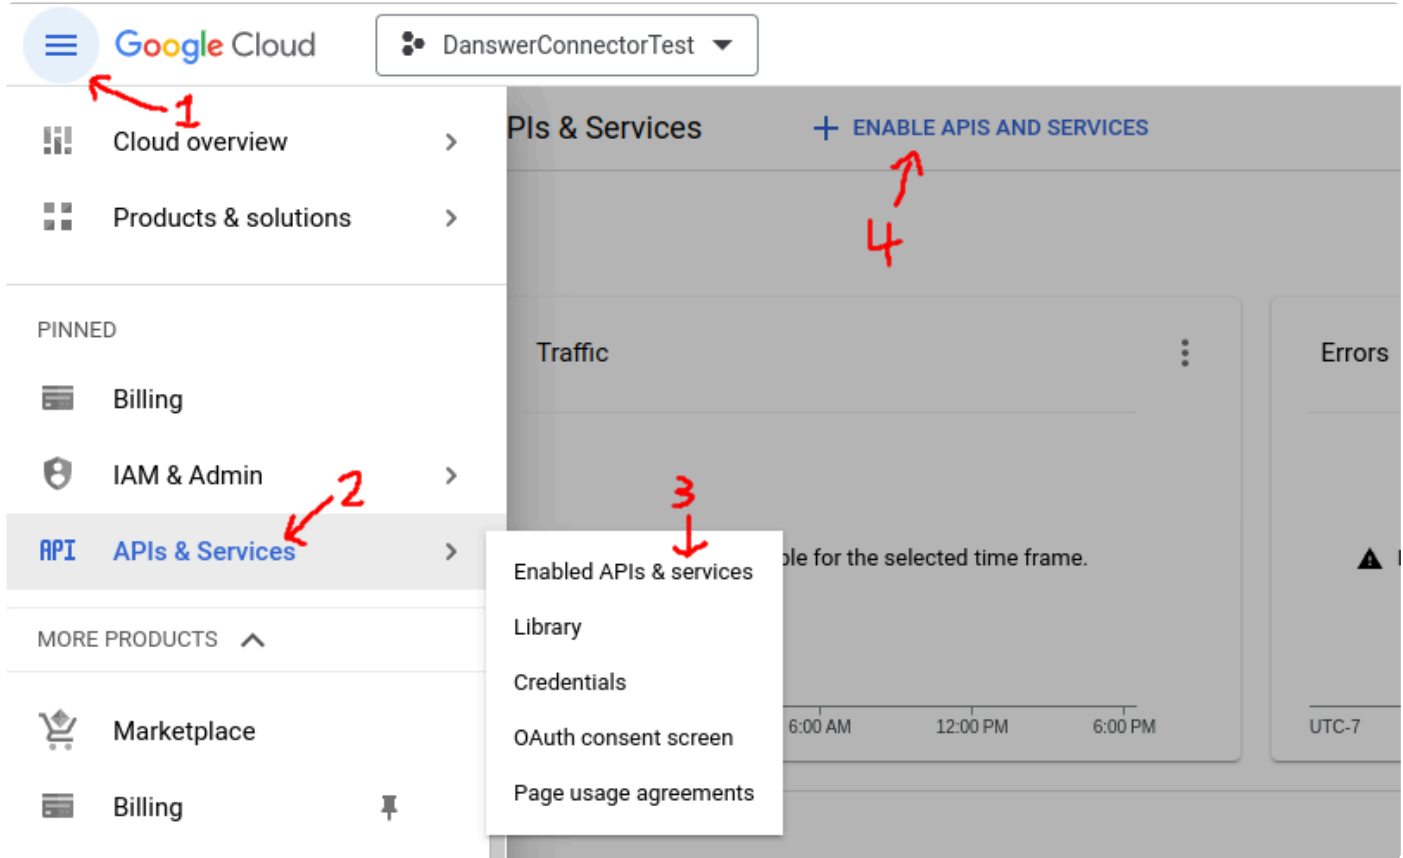 Google Cloud
DanswerConnectorTest
1
Cloud overview
PIs & Services
+ ENABLE APIS AND SERVICES
4
Products & solutions
PINNED
Traffic
Errors
Billing
IAM & Admin
2
3
API APIs & Services
Enabled APIs & services
ble for the selected time frame.
Library
MORE PRODUCTS
Credentials
Marketplace
OAuth consent screen
6:00 AM
12:00 PM
6:00 PM
UTC-7
Page usage agreements
Billing